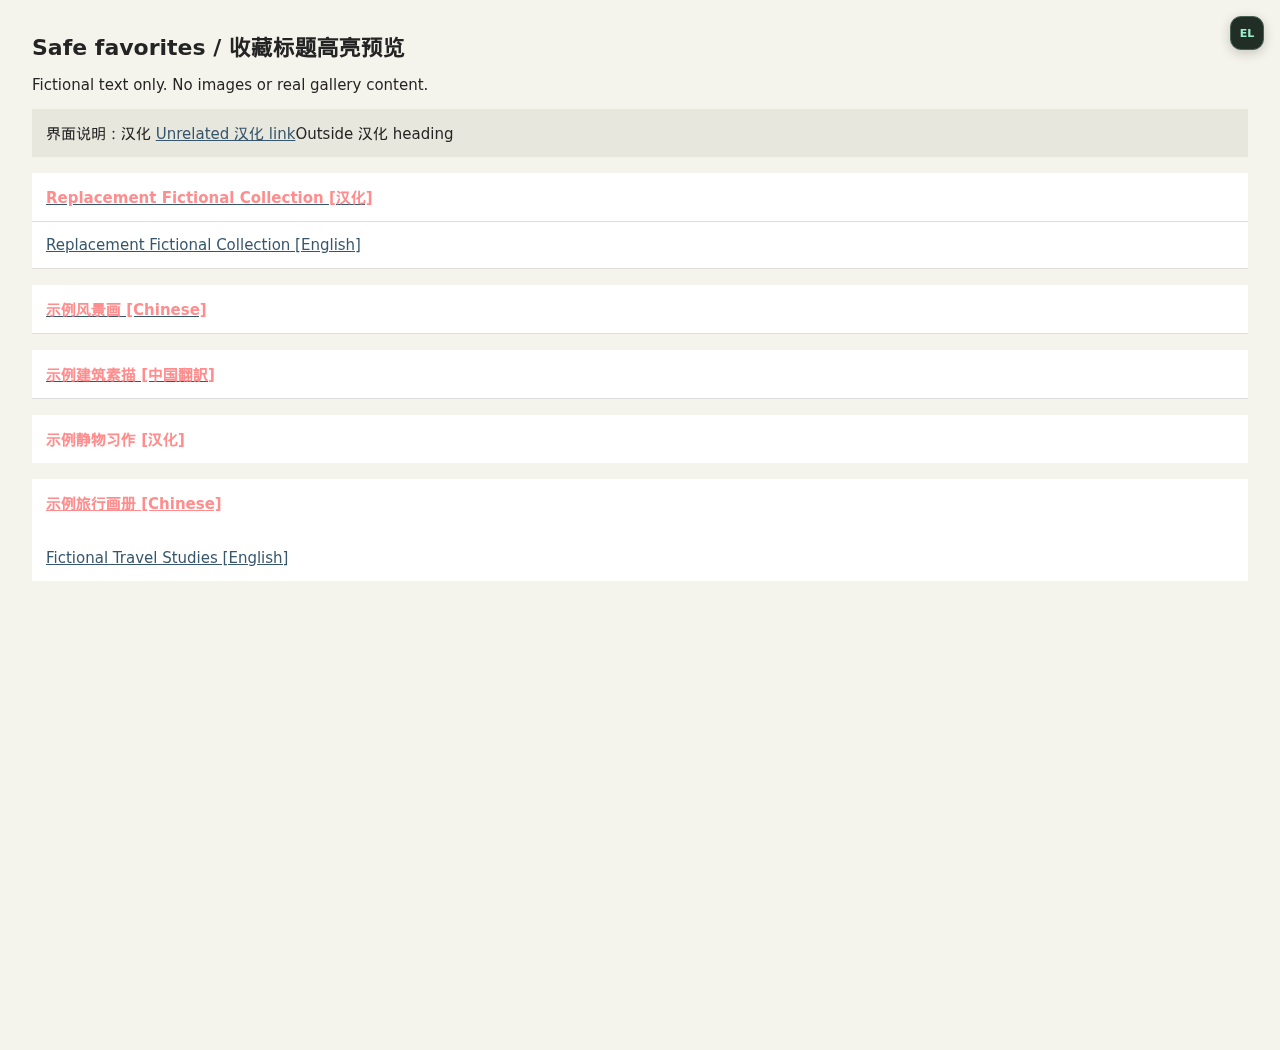 Safe favorites / 收藏标题高亮预览
EL
Fictional text only. No images or real gallery content.
界面说明：汉化 Unrelated 汉化 linkOutside 汉化 heading
Replacement Fictional Collection [汉化]
Replacement Fictional Collection [English]
示例风景画 [Chinese]
示例建筑素描 [中国翻訳]
示例静物习作 [汉化]
示例旅行画册 [Chinese]
Fictional Travel Studies [English]